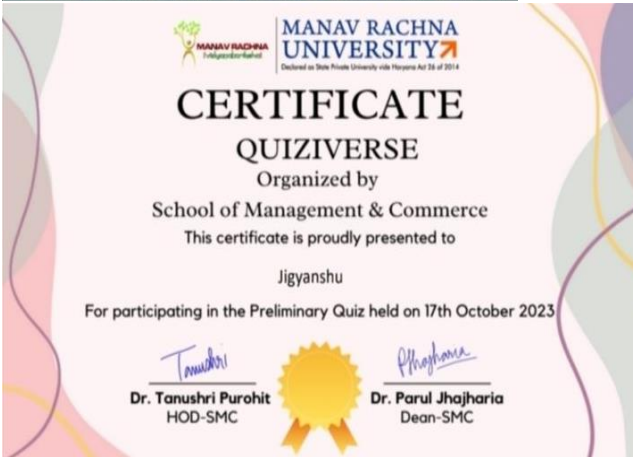 MANAV RACHNA
MANAV RACHNA
UNIVERSITY
Declared as State Private University vide Haryana Act 26 of 2014
CERTIFICATE
QUIZIVERSE
Organized by
School of Management & Commerce
This certificate is proudly presented to
Jigyanshu
For participating in the Preliminary Quiz held on 17th October 2023
Tanushri
PJhajharia
Dr. Tanushri Purohit
Dr. Parul Jhajharia
HOD-SMC
Dean-SMC